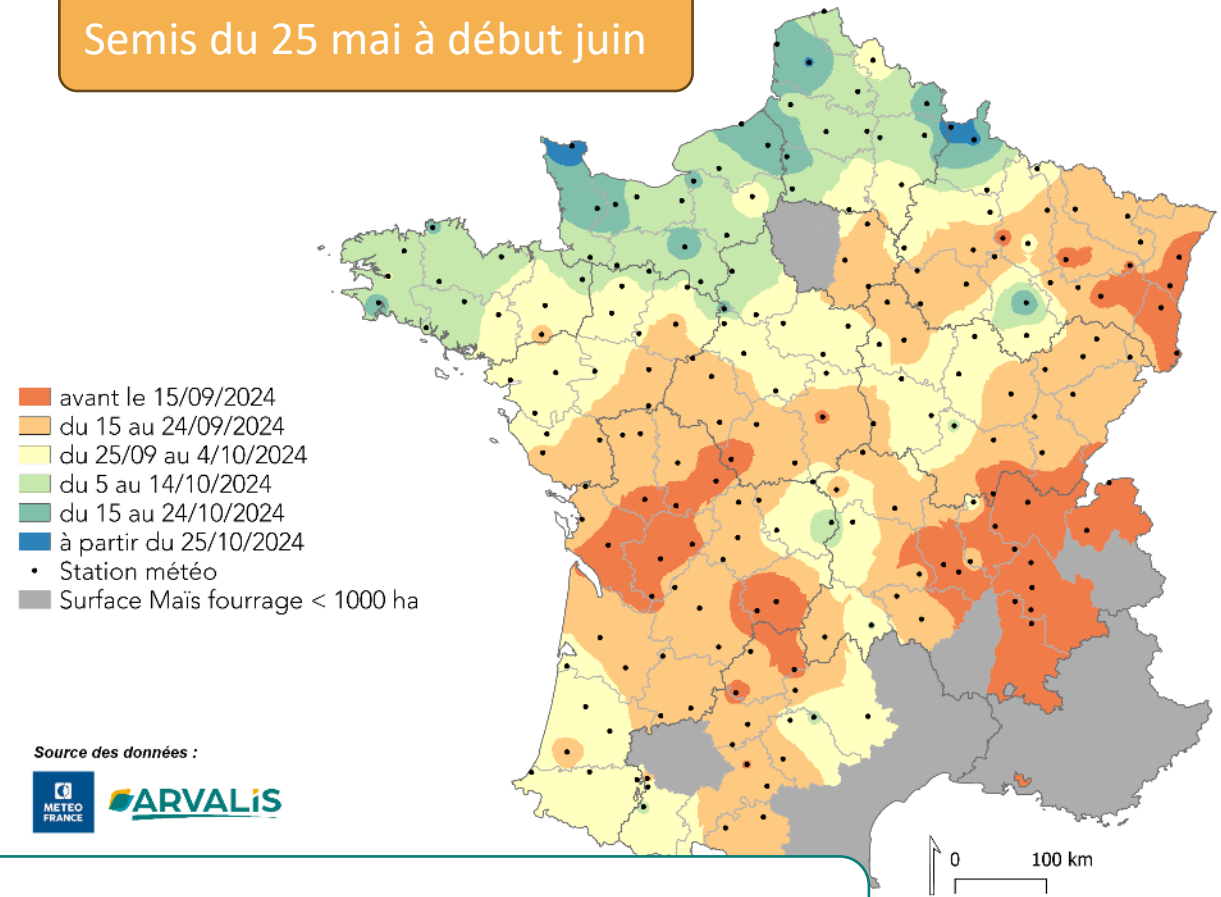 Semis du 25 mai à début juin
avant le 15/09/2024
du 15 au 24/09/2024
du 25/09 au 4/10/2024
du 5 au 14/10/2024
du 15 au 24/10/2024
à partir du 25/10/2024
Station météo
Surface Maïs fourrage < 1000 ha
Source des données :
METEO
FRANCE
ARVALiS
0 100 km